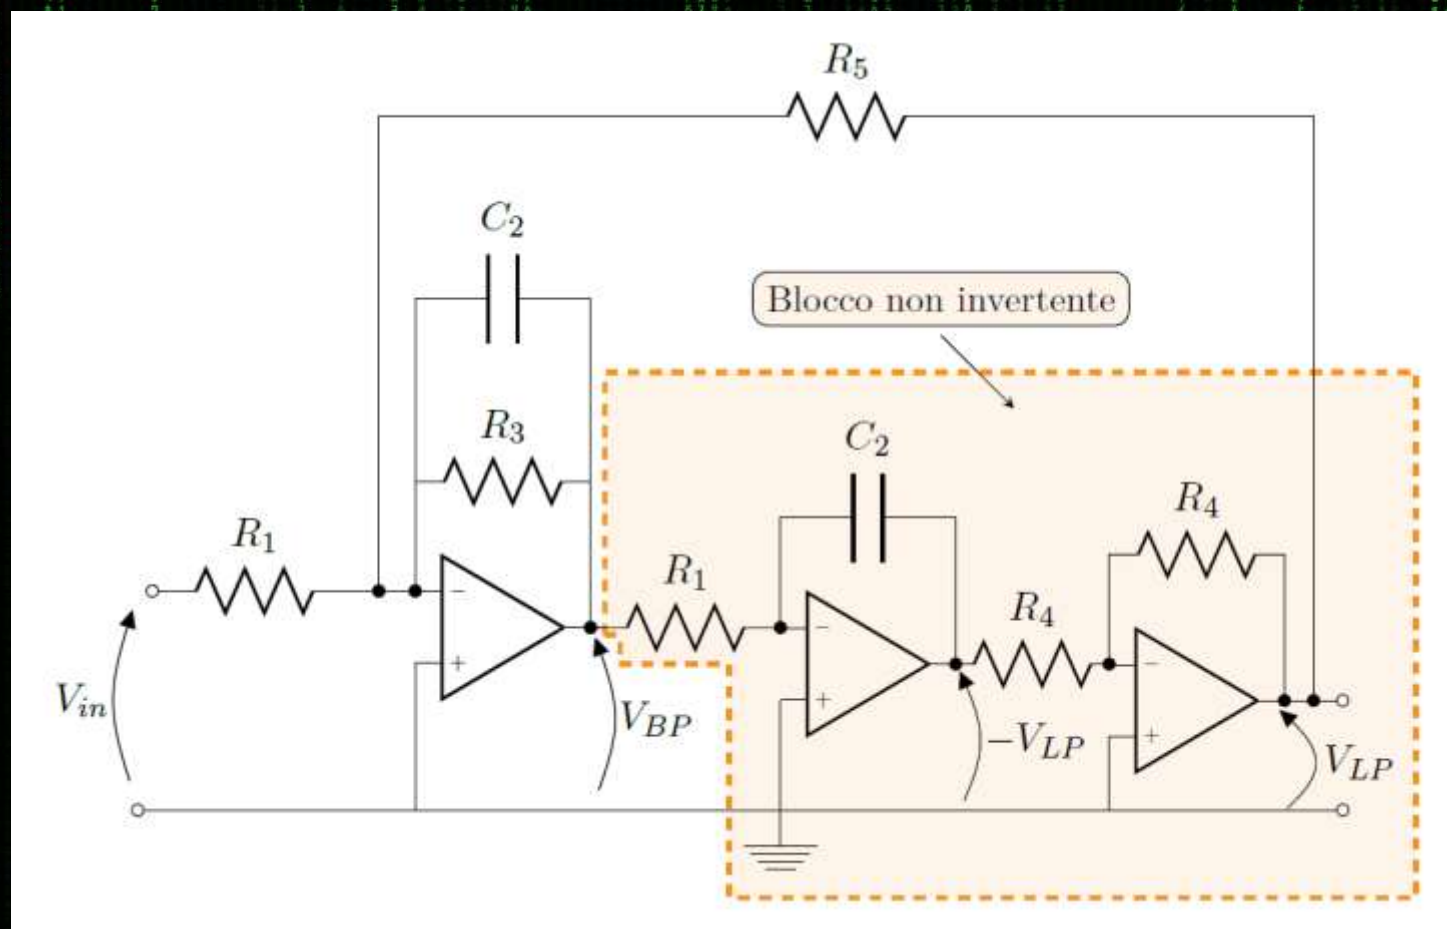 R5
C2
Blocco non invertente
R3
C2
R4
R1
R1
R4
−
−
−
+
+
+
Vin
VBP
−VLP
VLP